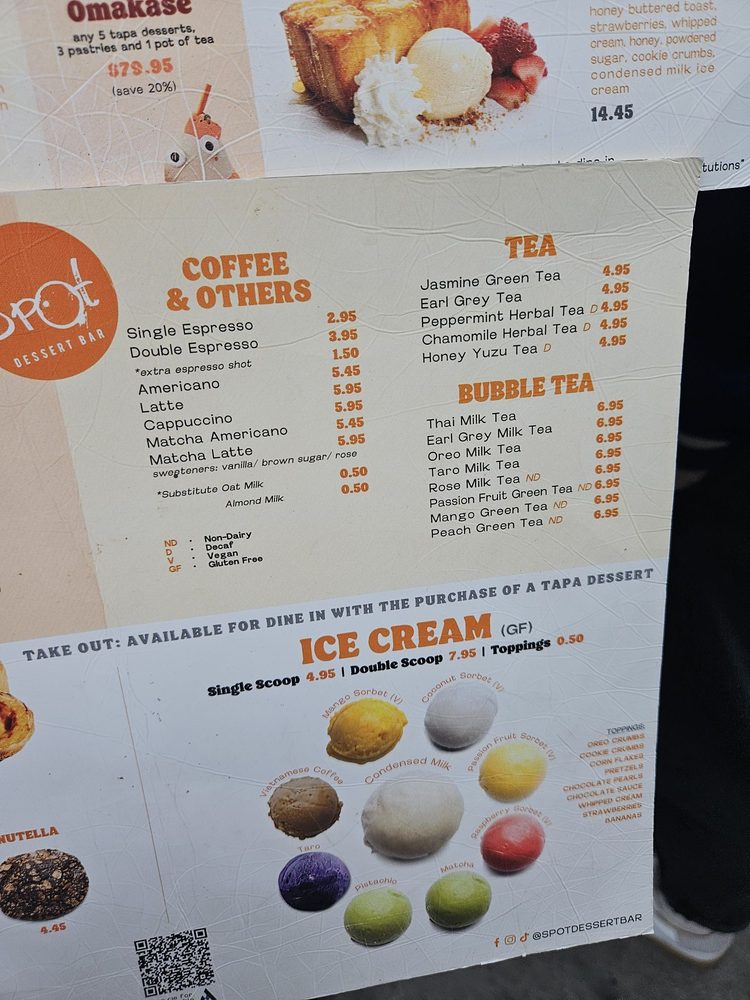 Omakase
any 5 tapa desserts,
3 pastries and 1 pot of tea
$79.95
(save 20%)
honey buttered toast,
strawberries, whipped
cream, honey, powdered
sugar, cookie crumbs,
condensed milk ice
cream
14.45
tutions*
spot
DESSERT BAR
COFFEE
& OTHERS
Single Espresso 2.95
Double Espresso 3.95
*extra espresso shot 1.50
Americano 5.45
Latte 5.95
Cappuccino 5.95
Matcha Americano 5.45
Matcha Latte 5.95
sweeteners: vanilla/ brown sugar/ rose
*Substitute Oat Milk 0.50
Almond Milk 0.50
ND - Non-Dairy
D - Decaf
V - Vegan
GF - Gluten Free
TEA
Jasmine Green Tea 4.95
Earl Grey Tea 4.95
Peppermint Herbal Tea D 4.95
Chamomile Herbal Tea D 4.95
Honey Yuzu Tea D 4.95
BUBBLE TEA
Thai Milk Tea 6.95
Earl Grey Milk Tea 6.95
Oreo Milk Tea 6.95
Taro Milk Tea 6.95
Rose Milk Tea ND 6.95
Passion Fruit Green Tea ND 6.95
Mango Green Tea ND 6.95
Peach Green Tea ND 6.95
TAKE OUT: AVAILABLE FOR DINE IN WITH THE PURCHASE OF A TAPA DESSERT
ICE CREAM (GF)
Single Scoop 4.95 | Double Scoop 7.95 | Toppings 0.50
Mango Sorbet (V)
Coconut Sorbet (V)
Vietnamese Coffee
Condensed Milk
Passion Fruit Sorbet (V)
Taro
Raspberry Sorbet (V)
Pistachio
Matcha
TOPPINGS:
OREO CRUMBS
COOKIE CRUMBS
CORN FLAKES
PRETZELS
CHOCOLATE PEARLS
CHOCOLATE SAUCE
WHIPPED CREAM
STRAWBERRIES
BANANAS
NUTELLA
4.45
@SPOTDESSERTBAR